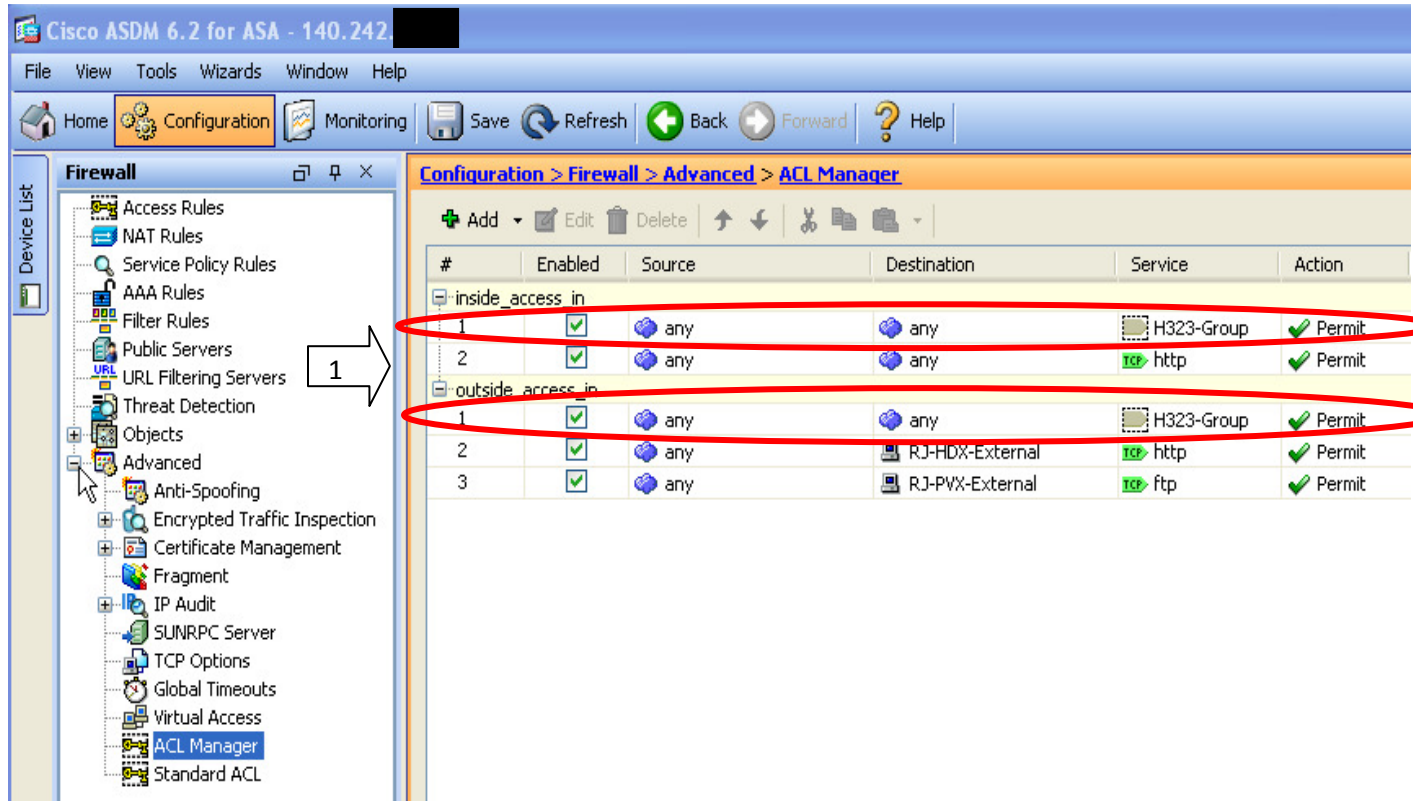 Cisco ASDM 6.2 for ASA - 140.242.
File View Tools Wizards Window Help
Home Configuration Monitoring Save Refresh Back Forward Help
Device List
Firewall
Access Rules
NAT Rules
Service Policy Rules
AAA Rules
Filter Rules
Public Servers
URL Filtering Servers
Threat Detection
Objects
Advanced
Anti-Spoofing
Encrypted Traffic Inspection
Certificate Management
Fragment
IP Audit
SUNRPC Server
TCP Options
Global Timeouts
Virtual Access
ACL Manager
Standard ACL
1
Configuration > Firewall > Advanced > ACL Manager
Add Edit Delete
# Enabled Source Destination Service Action
inside_access_in
1 any any H323-Group Permit
2 any any TCP http Permit
outside_access_in
1 any any H323-Group Permit
2 any RJ-HDX-External TCP http Permit
3 any RJ-PVX-External TCP ftp Permit